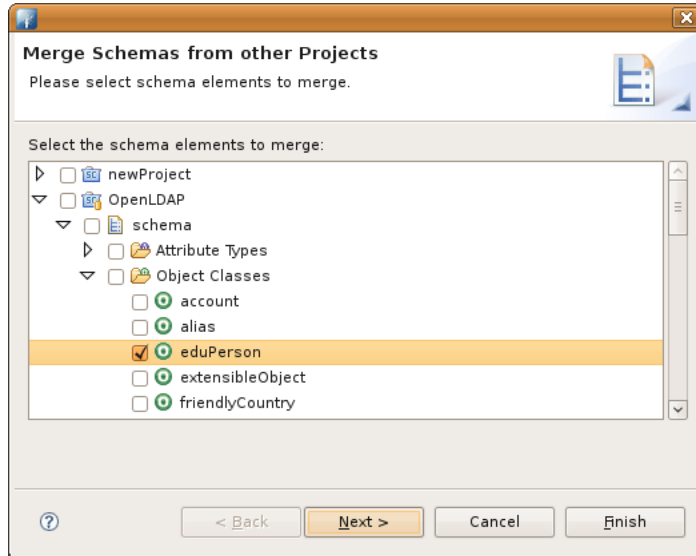 Merge Schemas from other Projects
Please select schema elements to merge.
Select the schema elements to merge:
newProject
OpenLDAP
schema
Attribute Types
Object Classes
account
alias
eduPerson
extensibleObject
friendlyCountry
< Back Next > Cancel Finish